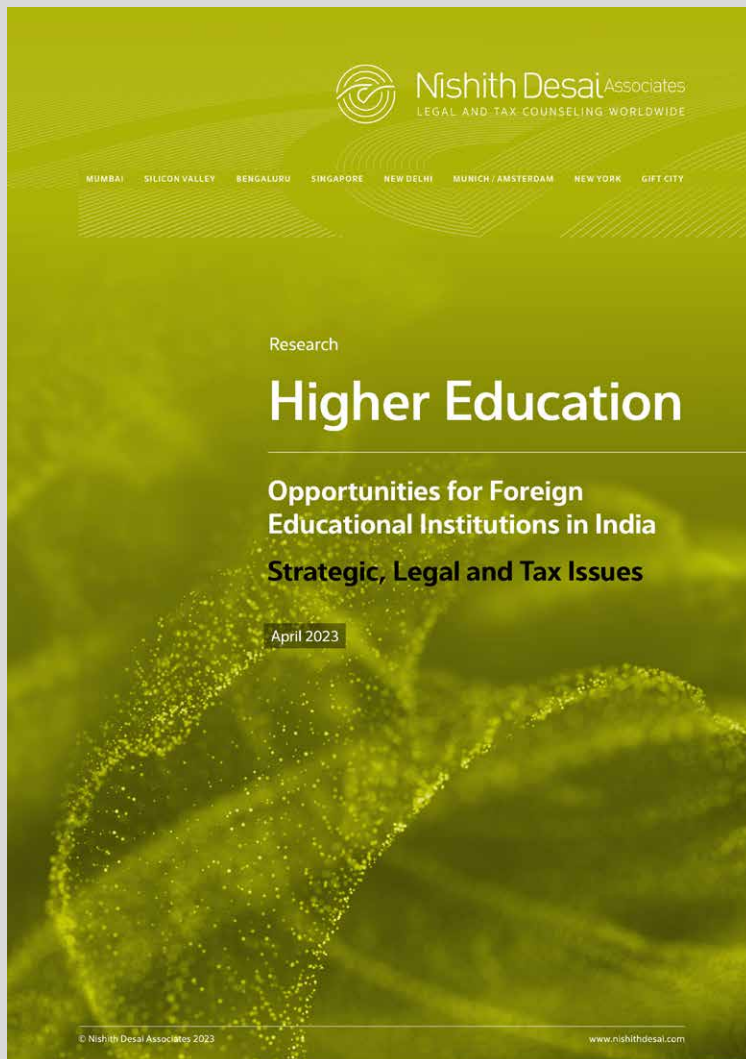 Nishith Desai Associates
LEGAL AND TAX COUNSELING WORLDWIDE
MUMBAI SILICON VALLEY BENGALURU SINGAPORE NEW DELHI MUNICH / AMSTERDAM NEW YORK GIFT CITY
Research
Higher Education
Opportunities for Foreign
Educational Institutions in India
Strategic, Legal and Tax Issues
April 2023
© Nishith Desai Associates 2023 www.nishithdesai.com